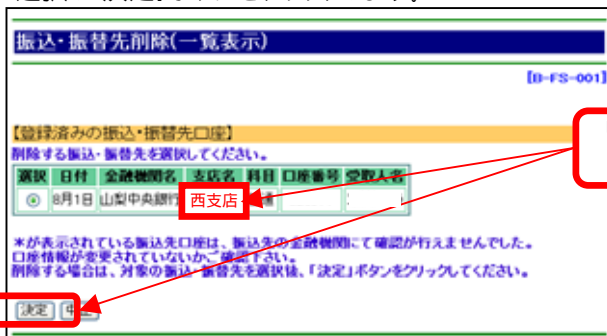 振込・振替先削除(一覧表示)
[B-FS-001]
【登録済みの振込・振替先口座】
削除する振込・振替先を選択してください。
選択 日付 金融機関名 支店名 科目 口座番号 受取人名
8月1日 山梨中央銀行 西支店
*が表示されている振込先口座は、振込先の金融機関にて確認が行えませんでした。
口座情報が変更されていないかご確認下さい。
削除する場合は、対象の振込・振替先を選択後、「決定」ボタンをクリックしてください。
決定 中止